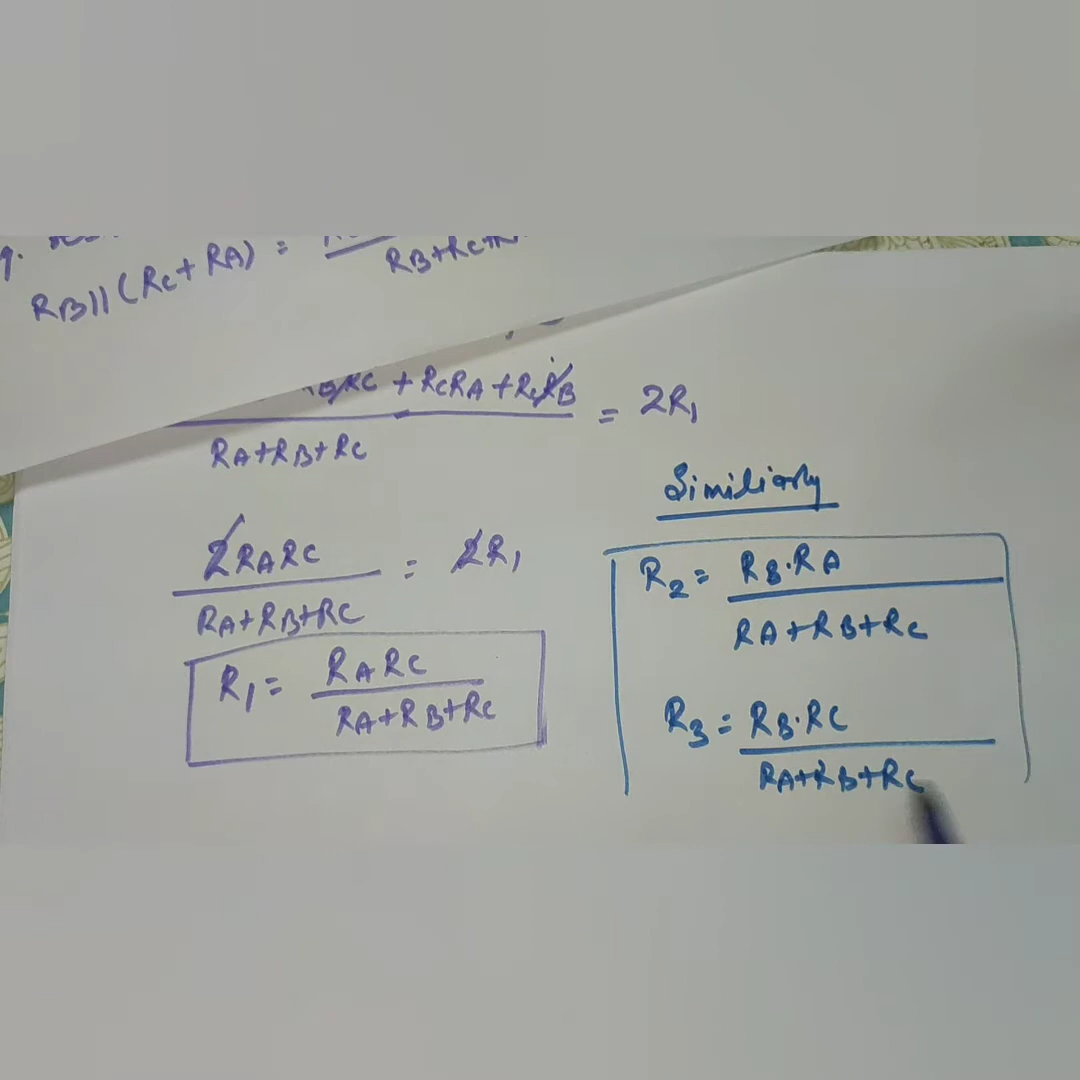 RB||(RC+RA) =
RB+RC+
RC + RCRA + RCRB = 2R1
RA+RB+RC
2RARC = 2R1
RA+RB+RC
R1 = RARC
RA+RB+RC
Similiarly
R2 = RB.RA
RA+RB+RC
R3 = RB.RC
RA+RB+RC